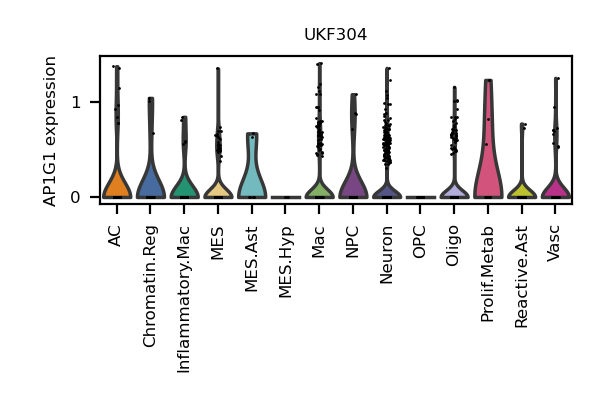 UKF304
AP1G1 expression
1
0
AC
Chromatin.Reg
Inflammatory.Mac
MES
MES.Ast
MES.Hyp
Mac
NPC
Neuron
OPC
Oligo
Prolif.Metab
Reactive.Ast
Vasc